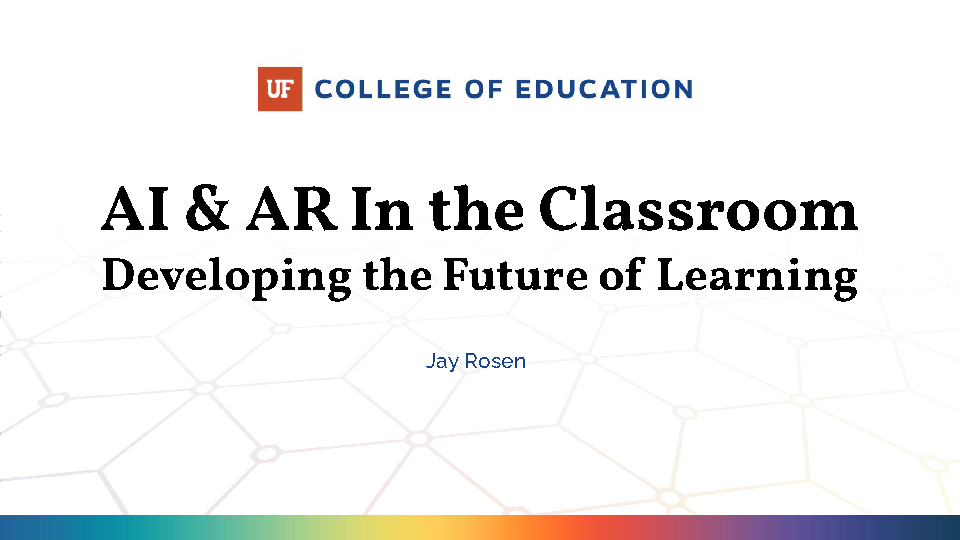 UF COLLEGE OF EDUCATION
AI & AR In the Classroom
Developing the Future of Learning
Jay Rosen